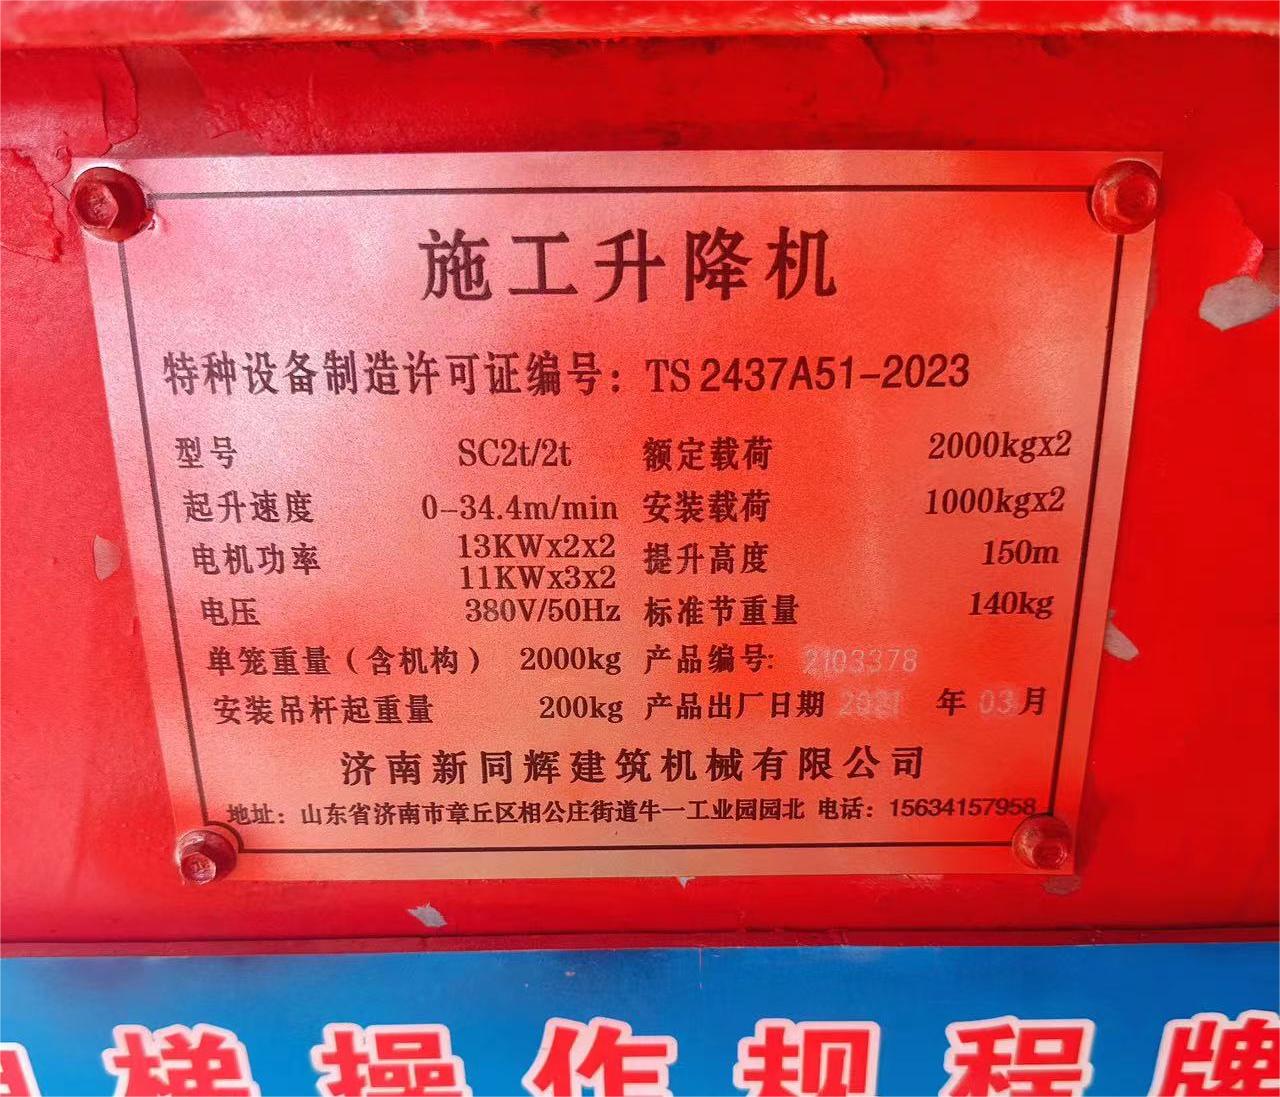 施工升降机
特种设备制造许可证编号：TS2437A51-2023
型号 SC2t/2t 额定载荷 2000kgx2
起升速度 0-34.4m/min 安装载荷 1000kgx2
电机功率 13KWx2x2 11KWx3x2 提升高度 150m
电压 380V/50Hz 标准节重量 140kg
单笼重量（含机构） 2000kg 产品编号: 2103378
安装吊杆起重量 200kg 产品出厂日期 2021 年 03 月
济南新同辉建筑机械有限公司
地址：山东省济南市章丘区相公庄街道牛一工业园园北 电话：15634157958
梯操作规程牌